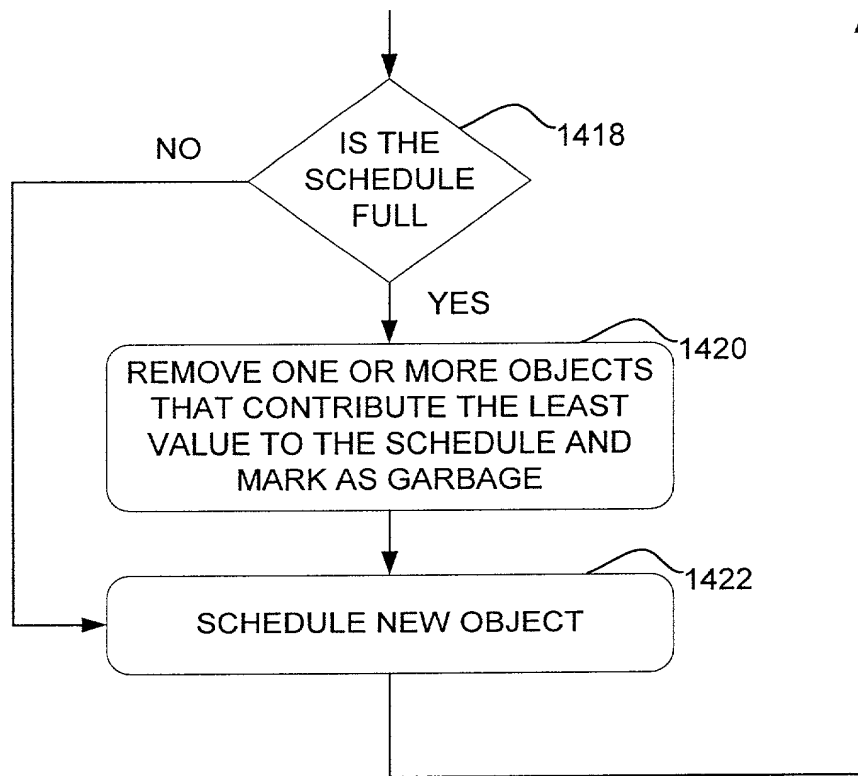 IS THE
SCHEDULE
FULL
1418
NO
YES
1420
REMOVE ONE OR MORE OBJECTS
THAT CONTRIBUTE THE LEAST
VALUE TO THE SCHEDULE AND
MARK AS GARBAGE
1422
SCHEDULE NEW OBJECT